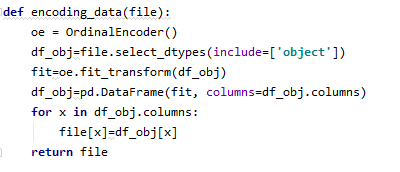 def encoding_data(file):
    oe = OrdinalEncoder()
    df_obj=file.select_dtypes(include=['object'])
    fit=oe.fit_transform(df_obj)
    df_obj=pd.DataFrame(fit, columns=df_obj.columns)
    for x in df_obj.columns:
        file[x]=df_obj[x]
    return file